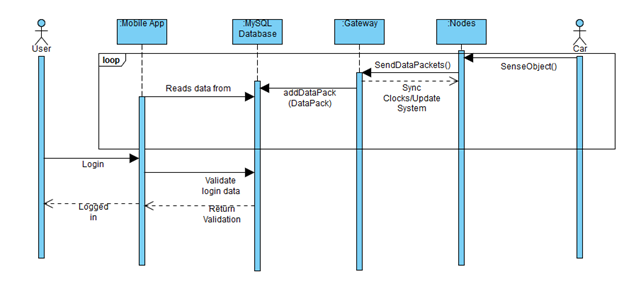 :Mobile App
:MySQL
Database
:Gateway
:Nodes
User
Car
loop
SendDataPackets()
SenseObject()
Reads data from
addDataPack
(DataPack)
Sync
Clocks/Update
System
Login
Validate
login data
Logged
in
Return
Validation